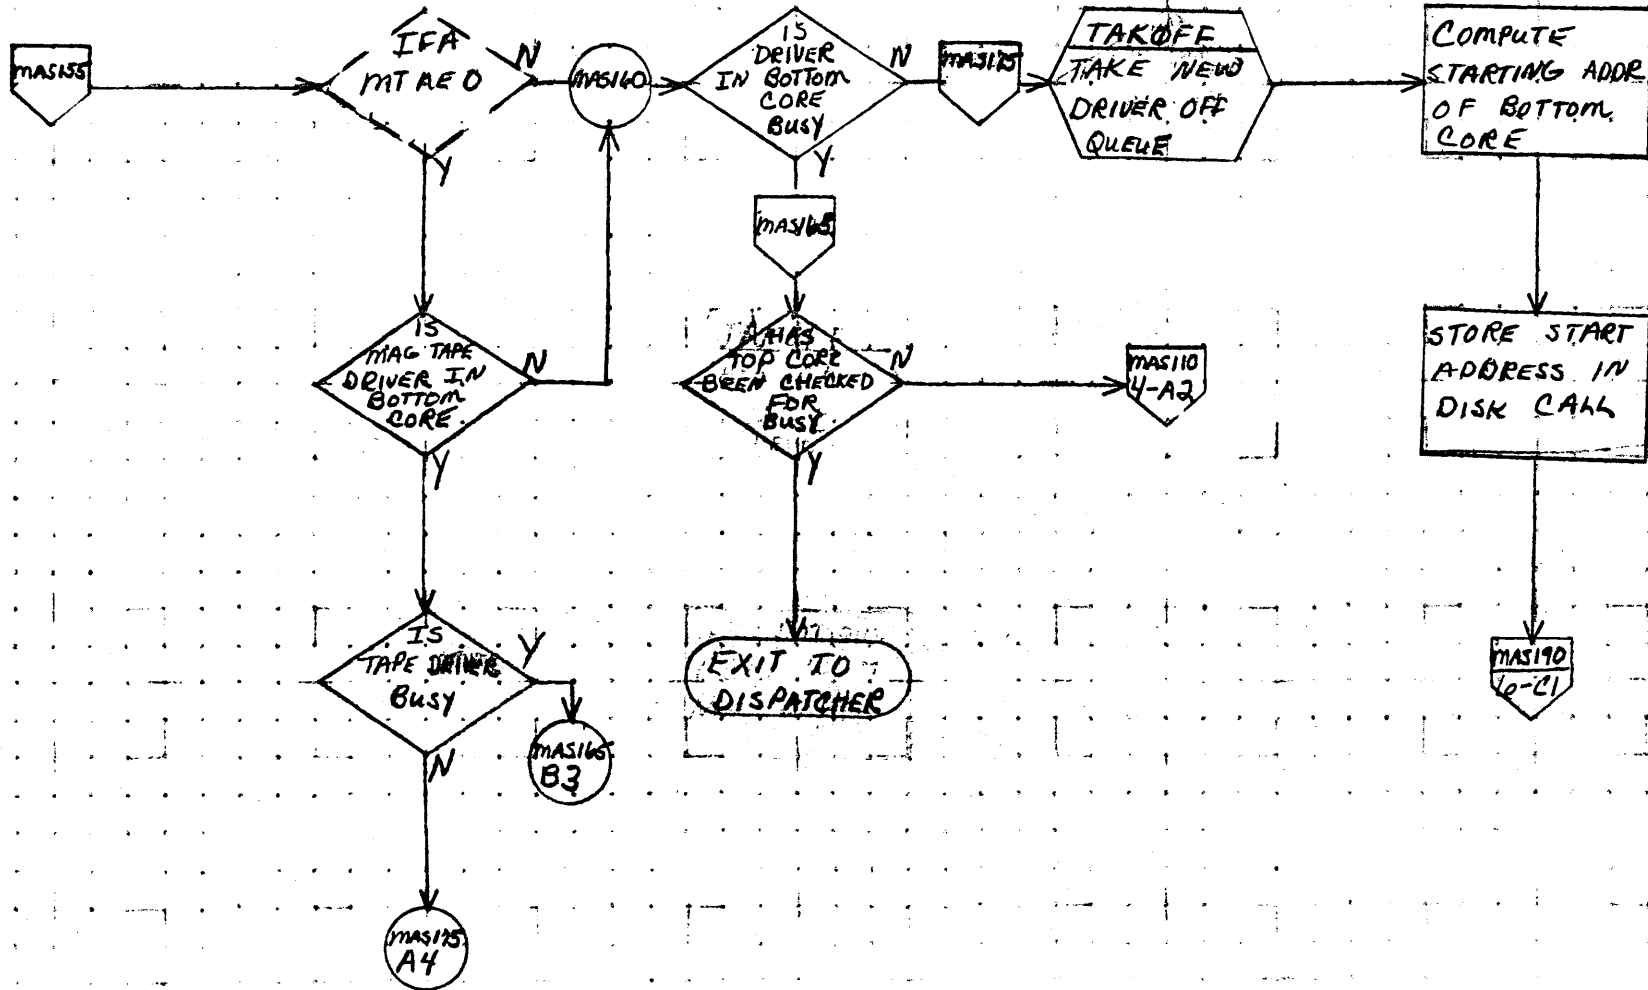 MAS155
IFA
MTAEO
N
Y
MAS160
IS
DRIVER
IN BOTTOM
CORE
BUSY
N
Y
MAS175
TAKOFF
TAKE NEW
DRIVER OFF
QUEUE
COMPUTE
STARTING ADDR
OF BOTTOM
CORE
MAS165
IS
MAG TAPE
DRIVER IN
BOTTOM
CORE
N
Y
HAS
TOP CORE
BEEN CHECKED
FOR
BUSY
N
Y
MAS110
4-A2
STORE START
ADDRESS IN
DISK CALL
IS
TAPE DRIVER
BUSY
Y
N
MAS165
B3
EXIT TO
DISPATCHER
MAS190
6-C1
MAS175
A4